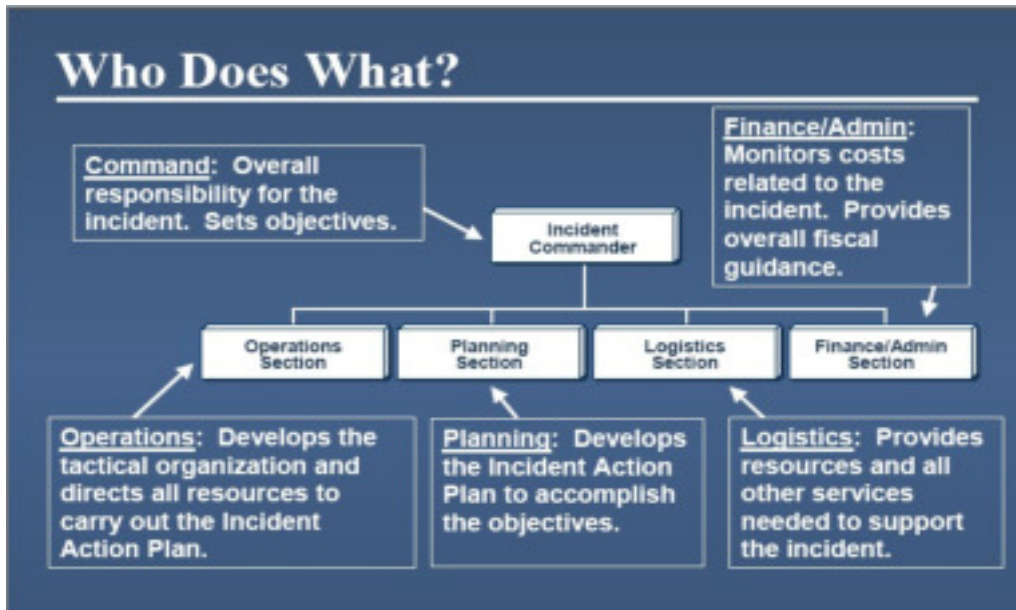 Who Does What?
Command: Overall
responsibility for the
incident. Sets objectives.
Finance/Admin:
Monitors costs
related to the
incident. Provides
overall fiscal
guidance.
Incident
Commander
Operations
Section
Planning
Section
Logistics
Section
Finance/Admin
Section
Operations: Develops the
tactical organization and
directs all resources to
carry out the Incident
Action Plan.
Planning: Develops
the Incident Action
Plan to accomplish
the objectives.
Logistics: Provides
resources and all
other services
needed to support
the incident.